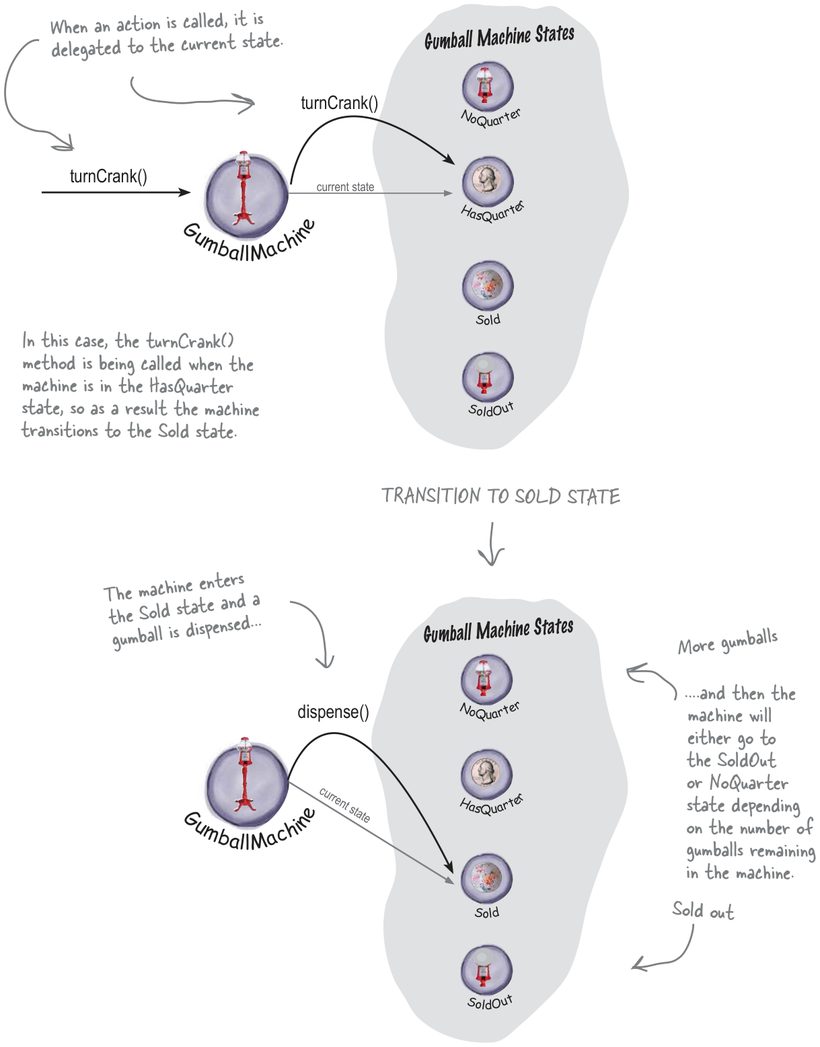 When an action is called, it is
delegated to the current state.
Gumball Machine States
NoQuarter
turnCrank()
turnCrank()
current state
HasQuarter
GumballMachine
Sold
In this case, the turnCrank()
method is being called when the
machine is in the HasQuarter
state, so as a result the machine
transitions to the Sold state.
SoldOut
TRANSITION TO SOLD STATE
The machine enters
the Sold state and a
gumball is dispensed...
Gumball Machine States
More gumballs
NoQuarter
....and then the
machine will
either go to
the SoldOut
or NoQuarter
state depending
on the number of
gumballs remaining
in the machine.
dispense()
current state
HasQuarter
GumballMachine
Sold
Sold out
SoldOut